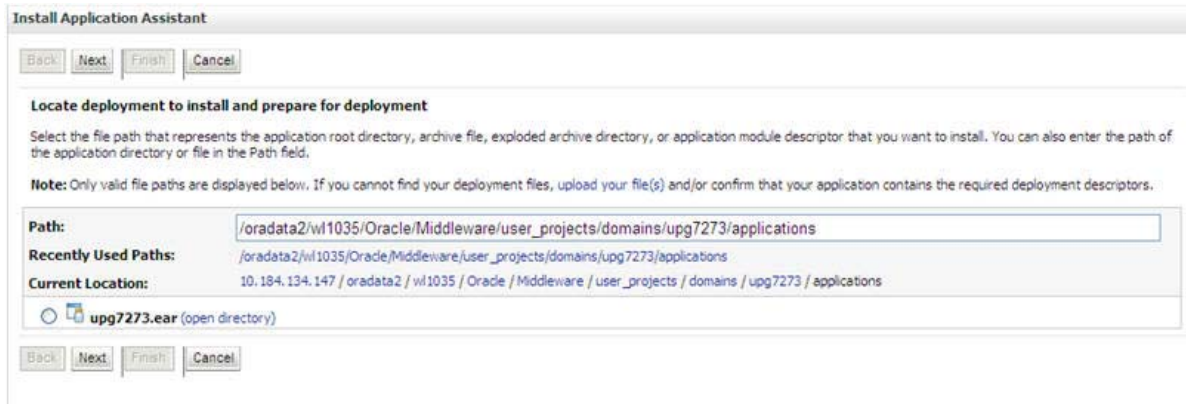 Install Application Assistant
Back Next Finish Cancel
Locate deployment to install and prepare for deployment
Select the file path that represents the application root directory, archive file, exploded archive directory, or application module descriptor that you want to install. You can also enter the path of
the application directory or file in the Path field.
Note: Only valid file paths are displayed below. If you cannot find your deployment files, upload your file(s) and/or confirm that your application contains the required deployment descriptors.
Path: /oradata2/wl1035/Oracle/Middleware/user_projects/domains/upg7273/applications
Recently Used Paths: /oradata2/wl1035/Oracle/Middleware/user_projects/domains/upg7273/applications
Current Location: 10.184.134.147 / oradata2 / wl1035 / Oracle / Middleware / user_projects / domains / upg7273 / applications
upg7273.ear (open directory)
Back Next Finish Cancel